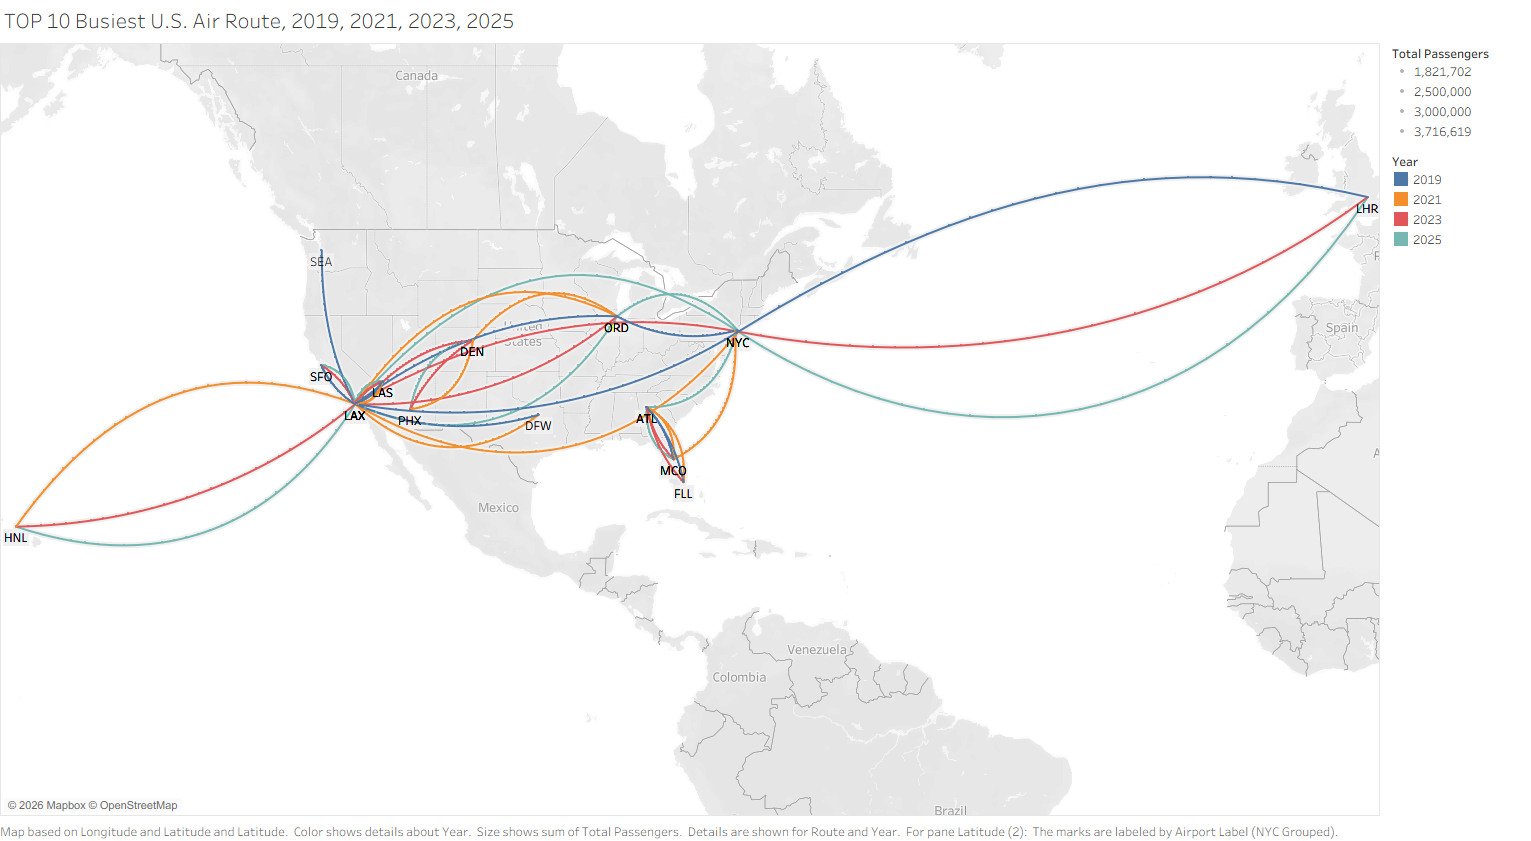 TOP 10 Busiest U.S. Air Route, 2019, 2021, 2023, 2025
Total Passengers
1,821,702
2,500,000
3,000,000
3,716,619
Year
2019
2021
2023
2025
Canada
LHR
SEA
F
United
States
ORD
Spain
NYC
DEN
SFO
LAS
LAX
PHX
ATL
DFW
A
MCO
FLL
Mexico
HNL
Venezuela
Colombia
Brazil
© 2026 Mapbox © OpenStreetMap
Map based on Longitude and Latitude and Latitude.  Color shows details about Year.  Size shows sum of Total Passengers.  Details are shown for Route and Year.  For pane Latitude (2):  The marks are labeled by Airport Label (NYC Grouped).